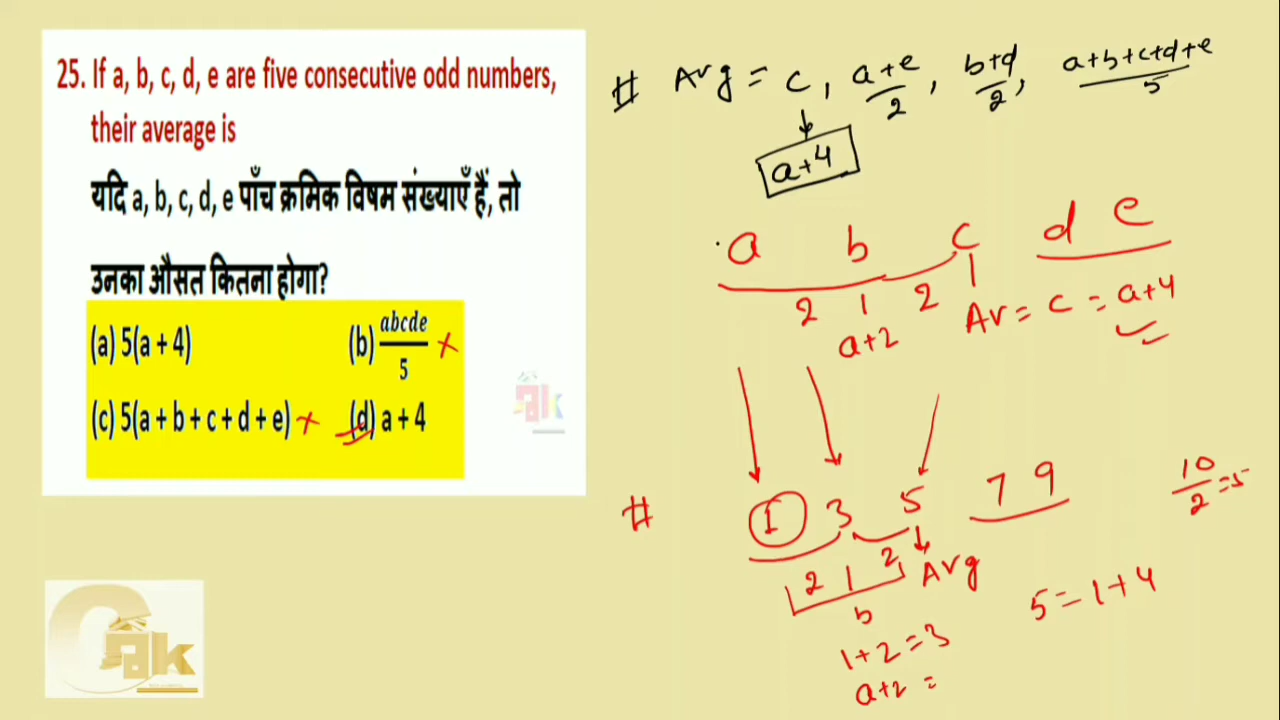 25. If a, b, c, d, e are five consecutive odd numbers,
their average is
यदि a, b, c, d, e पाँच क्रमिक विषम संख्याएँ हैं, तो
उनका औसत कितना होगा?
(a) 5(a + 4)
(b) abcde/5 ×
(c) 5(a + b + c + d + e) ×
(d) a + 4
# Avg = c, a+e/2, b+d/2, a+b+c+d+e/5
a+4
a b c d e
2 1 2 1
a+2
Av = c = a+4
# 1 3 5 7 9
10/2 = 5
2 1 2 Avg
b
5 = 1+4
1+2=3
a+2 =